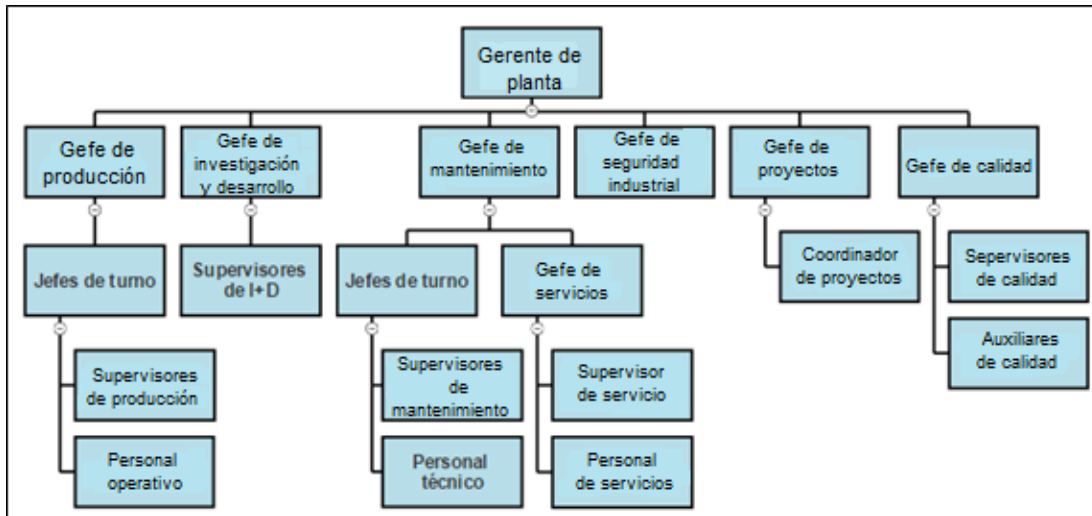 Gerente de
planta
Gefe de
producción
Gefe de
investigación
y desarrollo
Gefe de
mantenimiento
Gefe de
seguridad
industrial
Gefe de
proyectos
Gefe de calidad
Jefes de turno
Supervisores
de I+D
Jefes de turno
Gefe de
servicios
Coordinador
de proyectos
Sepervisores
de calidad
Auxiliares
de calidad
Supervisores
de producción
Personal
operativo
Supervisores
de
mantenimiento
Personal
técnico
Supervisor
de servicio
Personal
de servicios